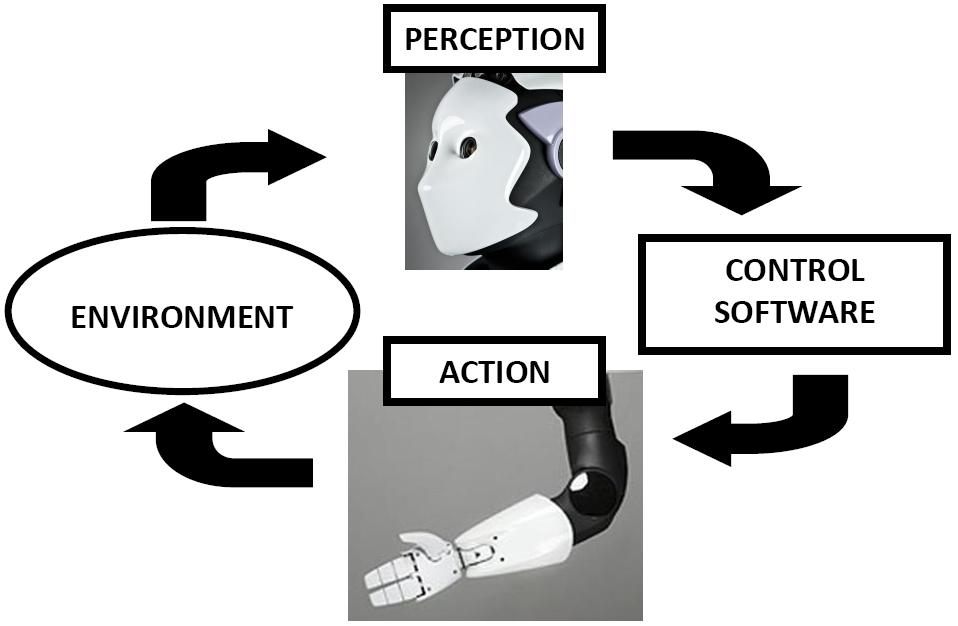 PERCEPTION
CONTROL
SOFTWARE
ENVIRONMENT
ACTION